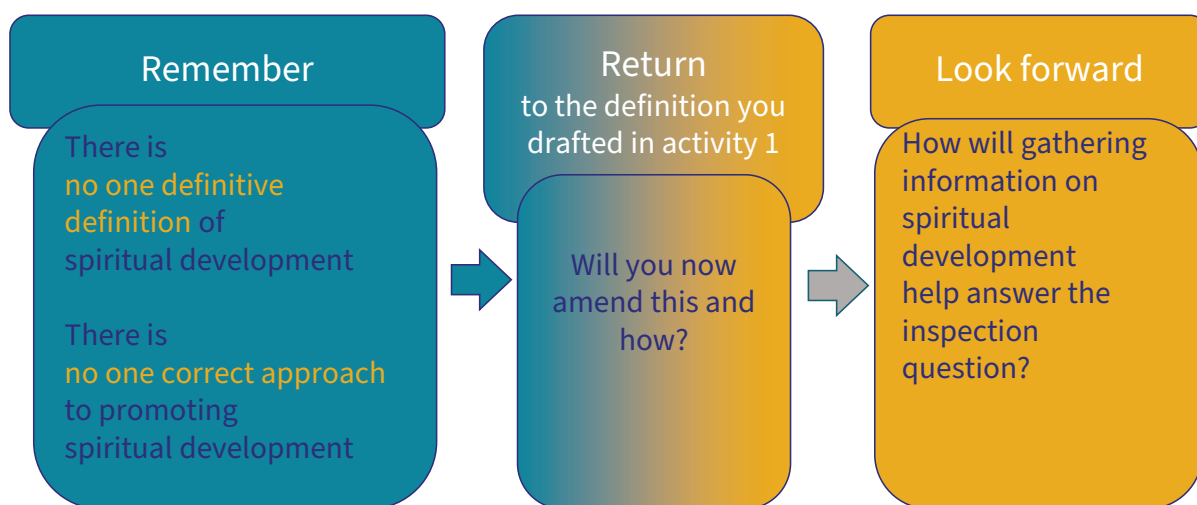 Remember
There is
no one definitive
definition of
spiritual development
There is
no one correct approach
to promoting
spiritual development
Return
to the definition you
drafted in activity 1
Will you now
amend this and
how?
Look forward
How will gathering
information on
spiritual
development
help answer the
inspection
question?